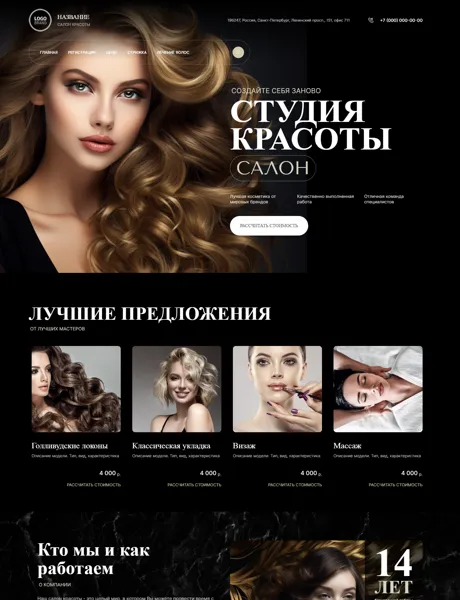 LOGO
НАЗВАНИЕ
САЛОН КРАСОТЫ
196247, Россия, Санкт-Петербург, Ленинский просп., 151, офис 711
+7 (000) 000-00-00
ГЛАВНАЯ
РЕГИСТРАЦИЯ
СТРИЖКА
ЛЕЧЕНИЕ ВОЛОС
СОЗДАЙТЕ СЕБЯ ЗАНОВО
СТУДИЯ
КРАСОТЫ
САЛОН
Лучшая косметика от
мировых брендов
Качественно выполненная
работа
Отличная команда
специалистов
РАССЧИТАТЬ СТОИМОСТЬ
ЛУЧШИЕ ПРЕДЛОЖЕНИЯ
ОТ ЛУЧШИХ МАСТЕРОВ
Голливудские локоны
Описание модели. Тип, вид, характеристика
4 000 р.
РАССЧИТАТЬ СТОИМОСТЬ
Классическая укладка
Описание модели. Тип, вид, характеристика
4 000 р.
РАССЧИТАТЬ СТОИМОСТЬ
Визаж
Описание модели. Тип, вид, характеристика
4 000 р.
РАССЧИТАТЬ СТОИМОСТЬ
Массаж
Описание модели. Тип, вид, характеристика
4 000 р.
РАССЧИТАТЬ СТОИМОСТЬ
Кто мы и как
работаем
О КОМПАНИИ
14
ЛЕТ
Наш салон красоты - это целый мир, в котором Вы можете провести время с